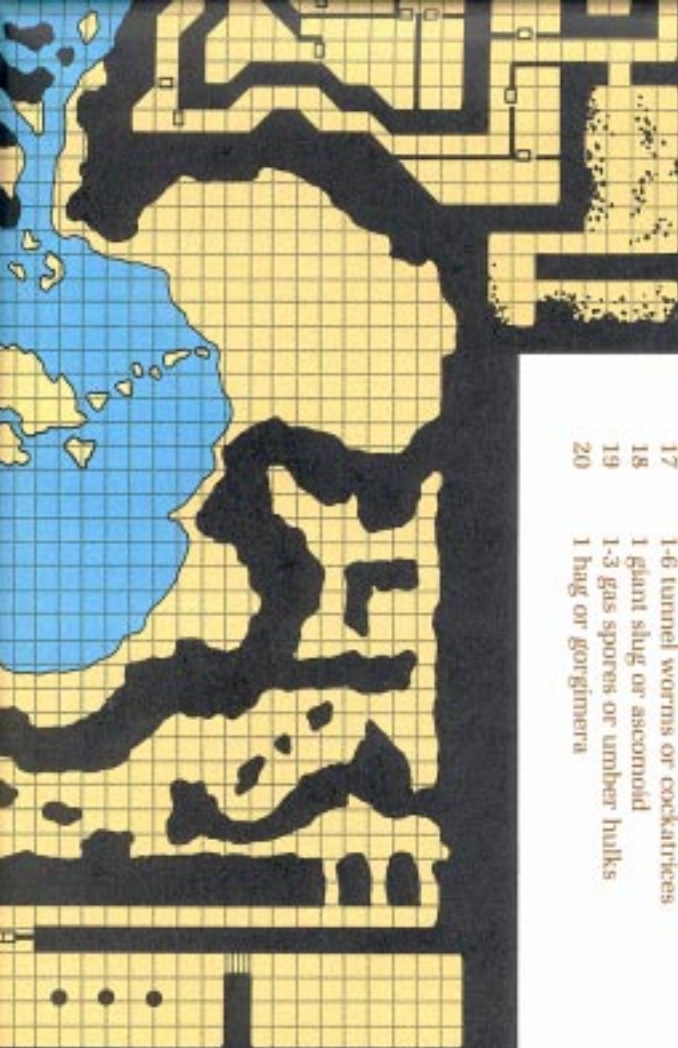 17 1-6 tunnel worms or cockatrices
18 1 giant slug or ascomoid
19 1-3 gas spores or umber hulks
20 1 hag or gorgimera